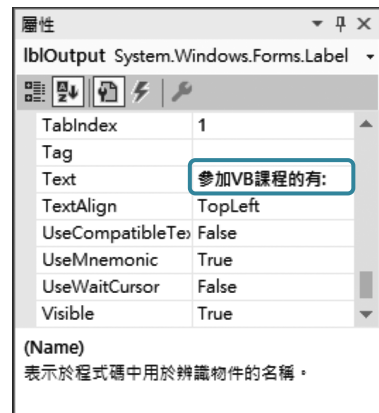 屬性
lblOutput System.Windows.Forms.Label
TabIndex 1
Tag
Text 參加VB課程的有:
TextAlign TopLeft
UseCompatibleTe False
UseMnemonic True
UseWaitCursor False
Visible True
(Name)
表示於程式碼中用於辨識物件的名稱。